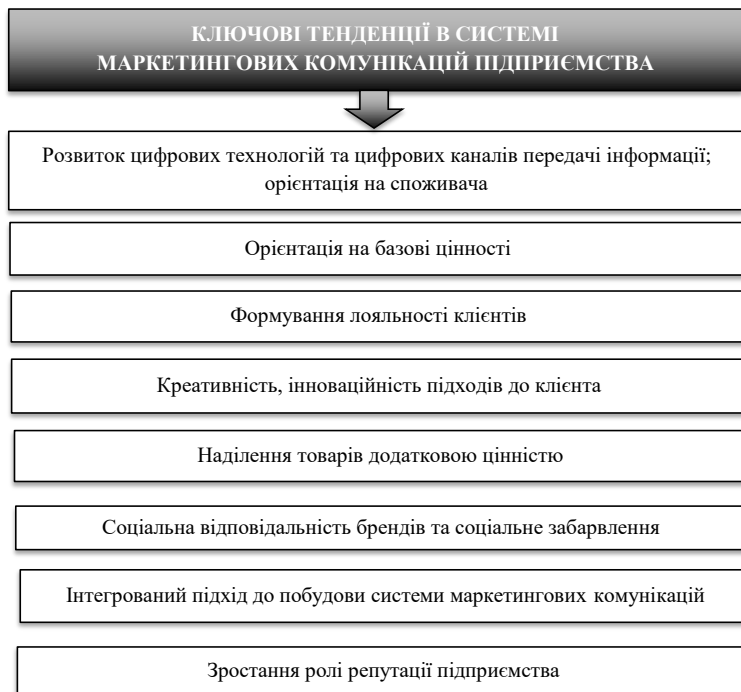 КЛЮЧОВІ ТЕНДЕНЦІЇ В СИСТЕМІ
МАРКЕТИНГОВИХ КОМУНІКАЦІЙ ПІДПРИЄМСТВА
Розвиток цифрових технологій та цифрових каналів передачі інформації;
орієнтація на споживача
Орієнтація на базові цінності
Формування лояльності клієнтів
Креативність, інноваційність підходів до клієнта
Наділення товарів додатковою цінністю
Соціальна відповідальність брендів та соціальне забарвлення
Інтегрований підхід до побудови системи маркетингових комунікацій
Зростання ролі репутації підприємства